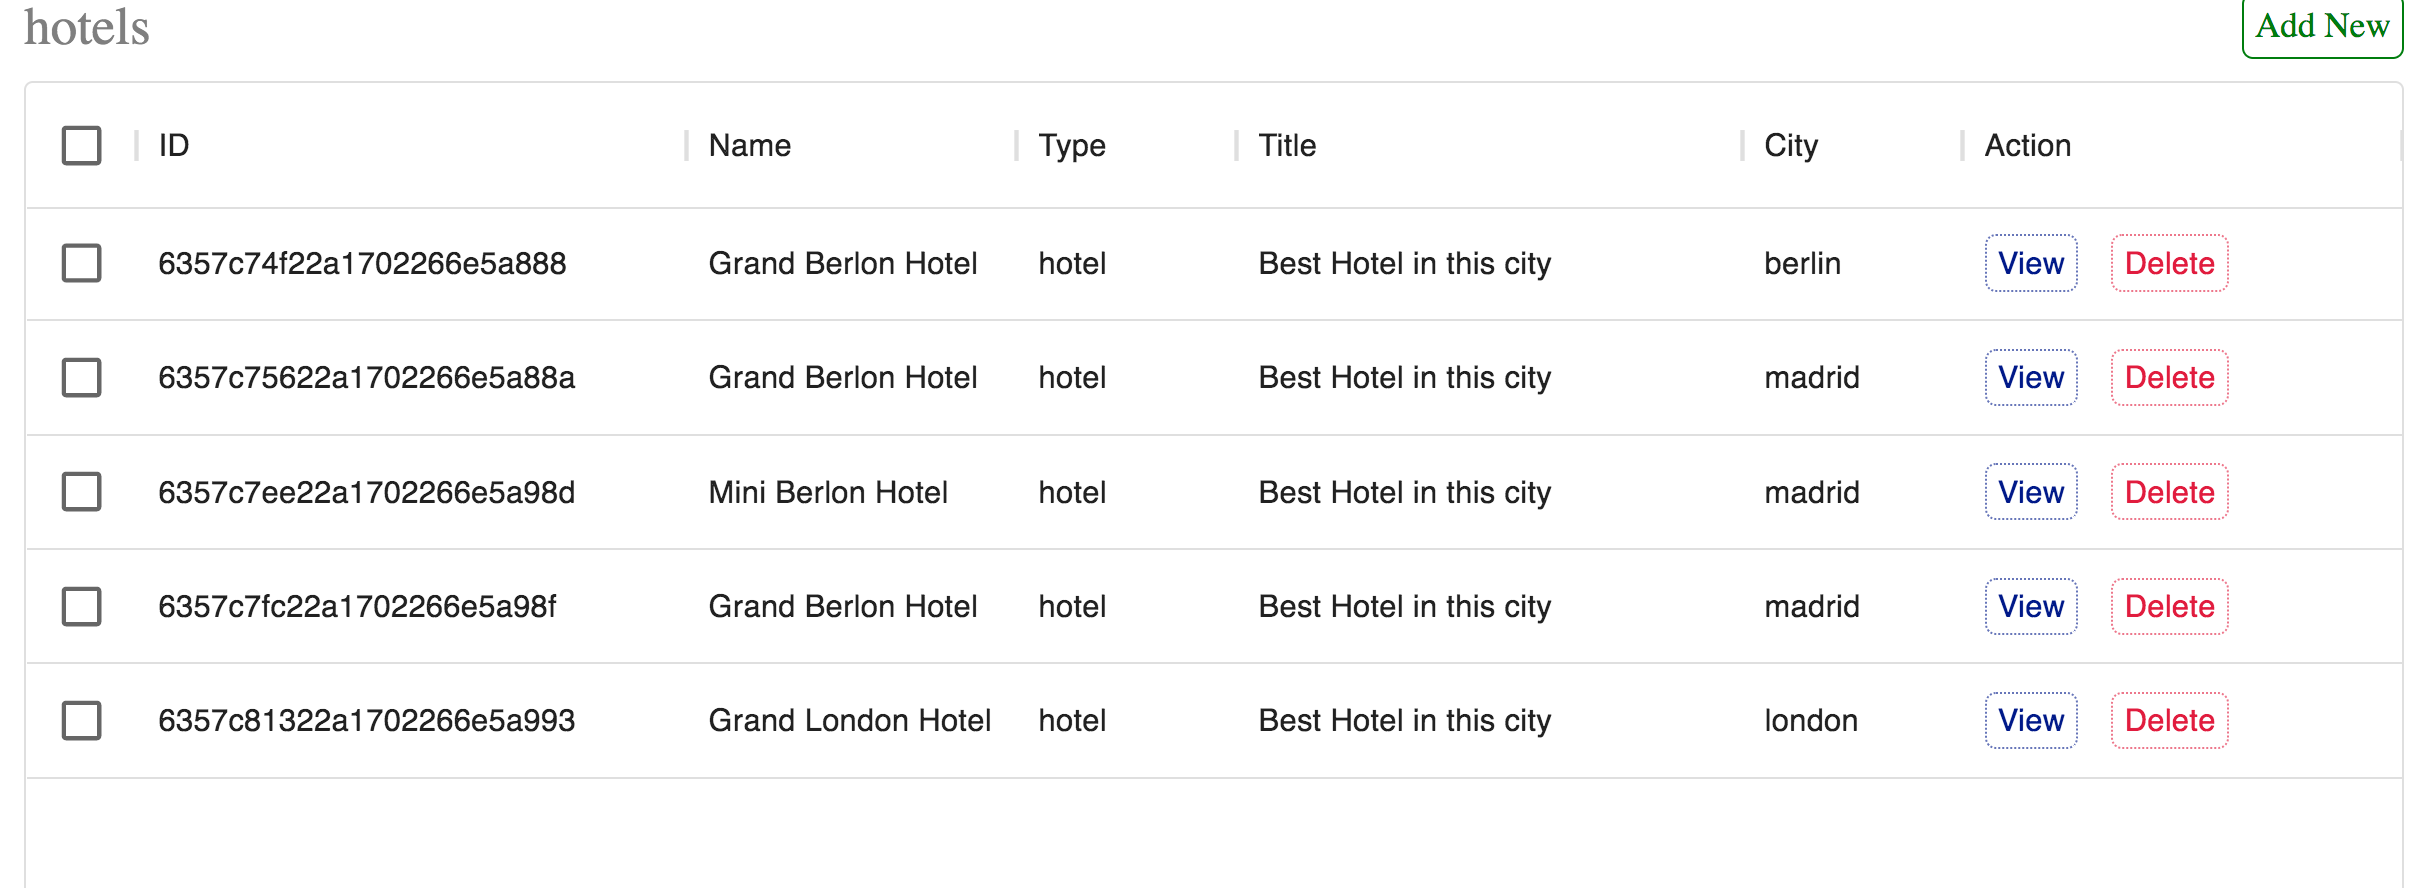 hotels Add New
ID Name Type Title City Action
6357c74f22a1702266e5a888 Grand Berlon Hotel hotel Best Hotel in this city berlin View Delete
6357c75622a1702266e5a88a Grand Berlon Hotel hotel Best Hotel in this city madrid View Delete
6357c7ee22a1702266e5a98d Mini Berlon Hotel hotel Best Hotel in this city madrid View Delete
6357c7fc22a1702266e5a98f Grand Berlon Hotel hotel Best Hotel in this city madrid View Delete
6357c81322a1702266e5a993 Grand London Hotel hotel Best Hotel in this city london View Delete